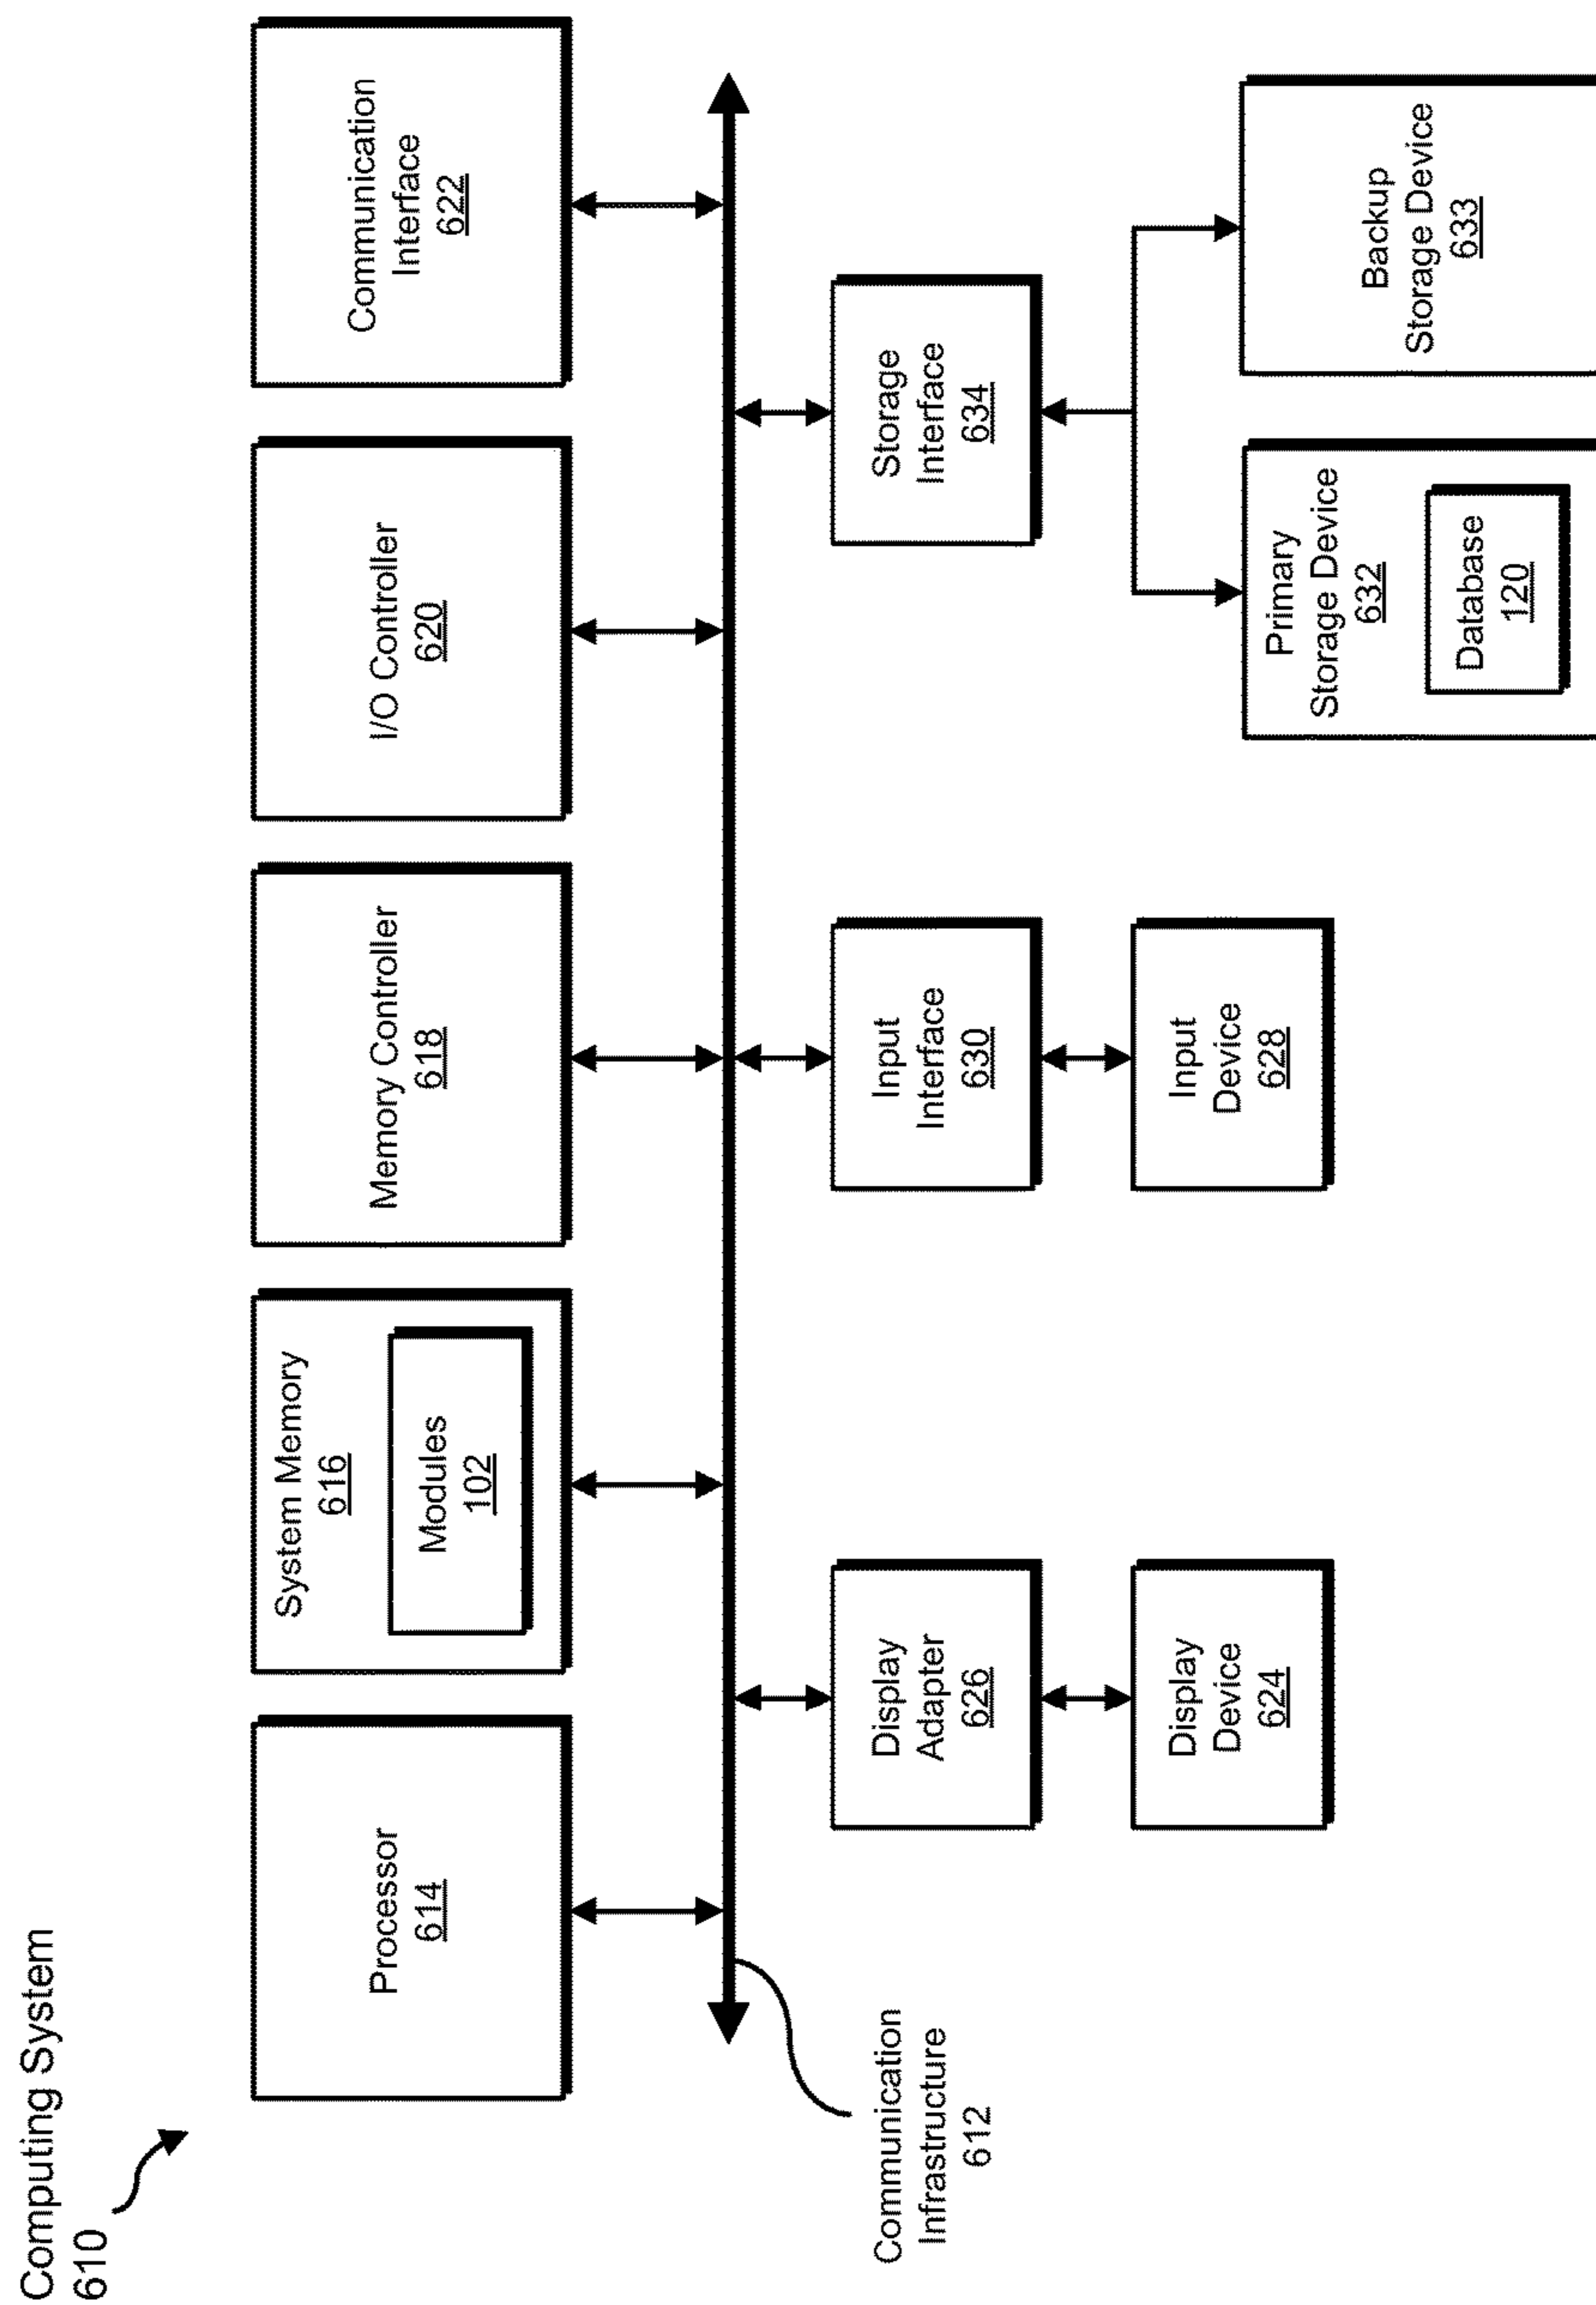 Computing System
610
Processor
614
System Memory
616
Modules
102
Memory Controller
618
I/O Controller
620
Communication
Interface
622
Communication
Infrastructure
612
Display
Adapter
626
Input
Interface
630
Storage
Interface
634
Display
Device
624
Input
Device
628
Primary
Storage Device
632
Database
120
Backup
Storage Device
633